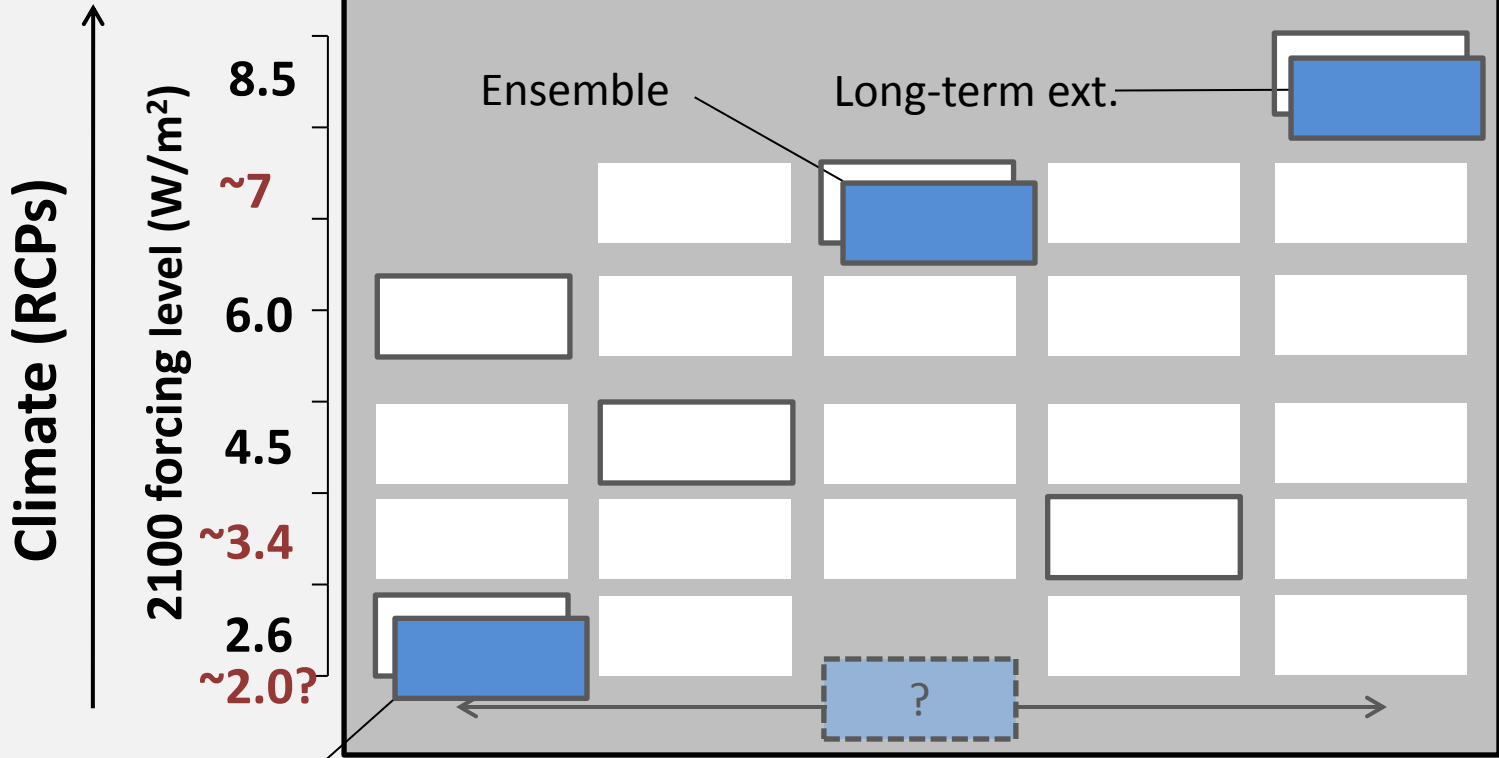 Climate (RCPs)
2100 forcing level (W/m²)
8.5
~7
6.0
4.5
~3.4
2.6
~2.0?
Ensemble
Long-term ext.
?